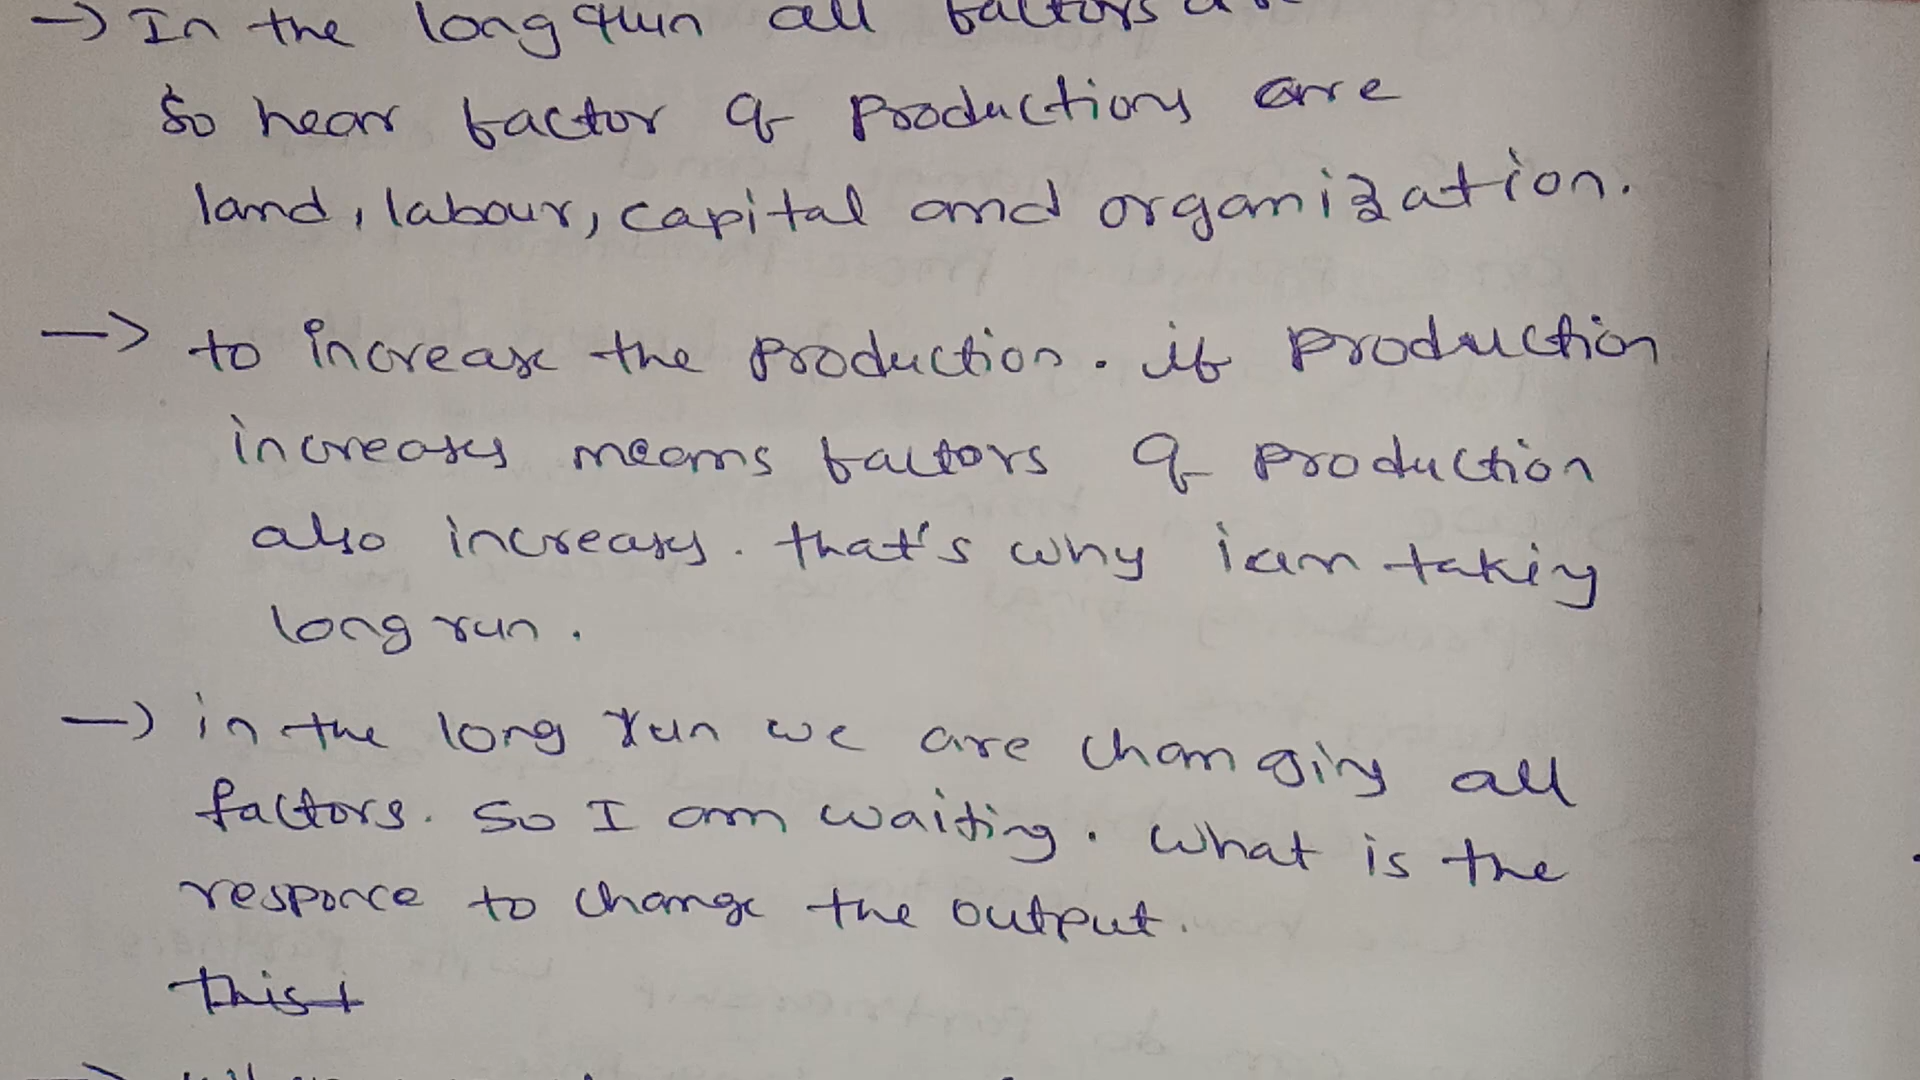 -> In the long run all factors
So hear factor of productions are
land, labour, capital and organization.
-> to increase the production. if production
increases means factors of production
also increases. that's why iam taking
long run.
-> in the long run we are changing all
factors. so I am waiting. what is the
responce to change the output.
this